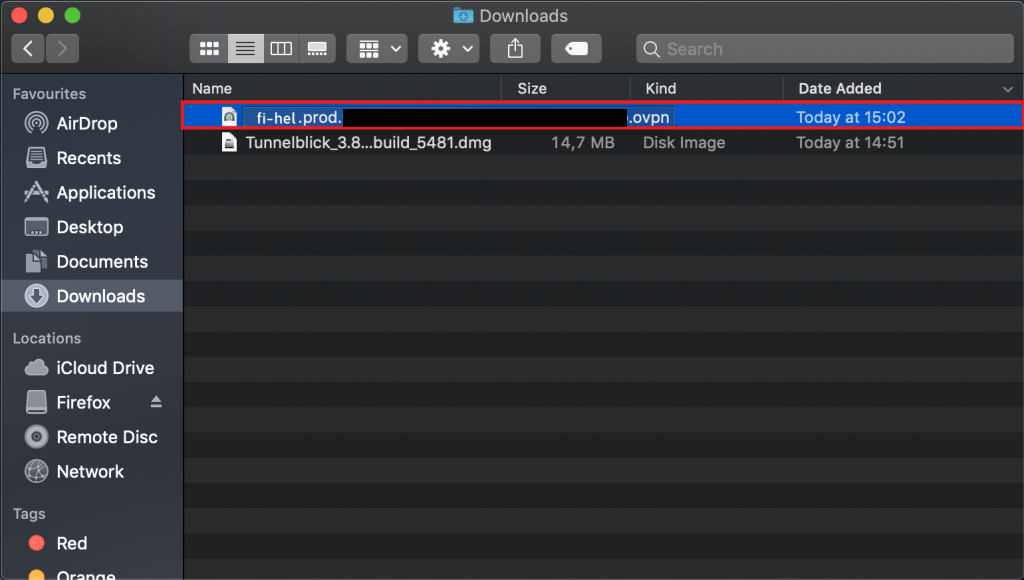 Downloads
Search
Favourites
AirDrop
Recents
Applications
Desktop
Documents
Downloads
Locations
iCloud Drive
Firefox
Remote Disc
Network
Tags
Red
Orange
Name Size Kind Date Added
fi-hel.prod. .ovpn Today at 15:02
Tunnelblick_3.8...build_5481.dmg 14,7 MB Disk Image Today at 14:51